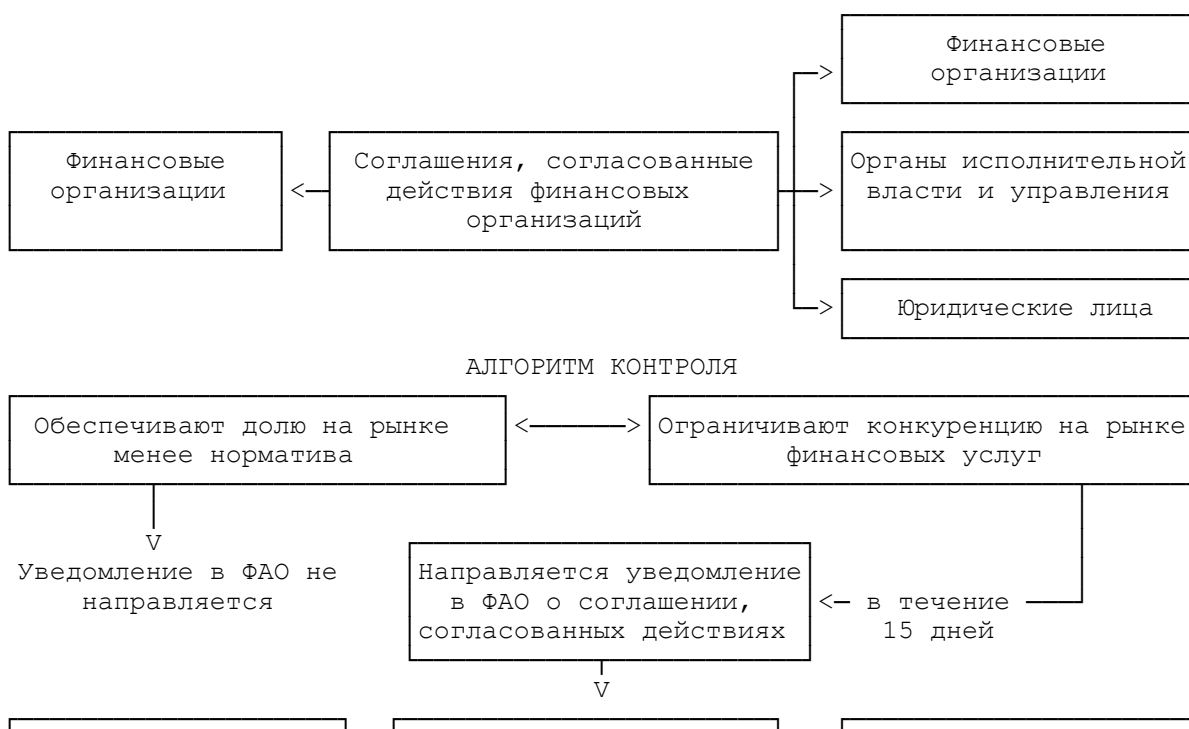 Финансовые
организации
Финансовые
организации
Соглашения, согласованные
действия финансовых
организаций
Органы исполнительной
власти и управления
Юридические лица
АЛГОРИТМ КОНТРОЛЯ
Обеспечивают долю на рынке
менее норматива
Ограничивают конкуренцию на рынке
финансовых услуг
Уведомление в ФАО не
направляется
Направляется уведомление
в ФАО о соглашении,
согласованных действиях
в течение
15 дней